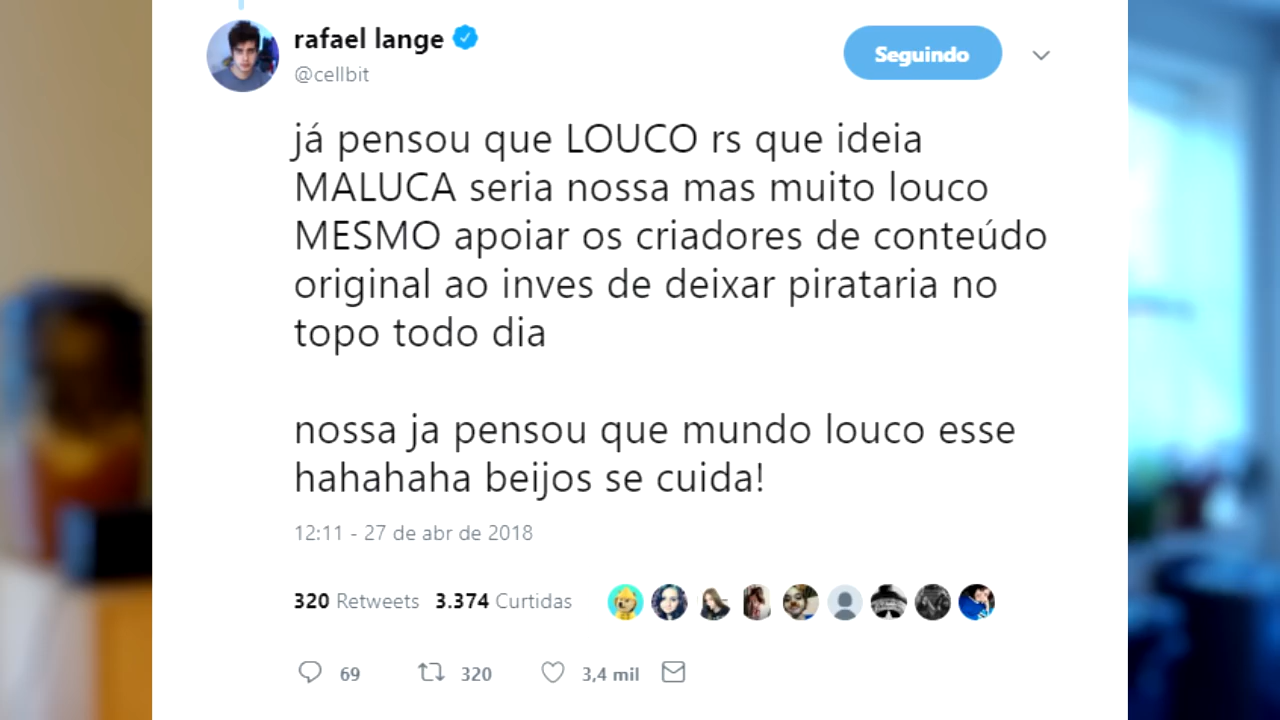 rafael lange
@cellbit
Seguindo
já pensou que LOUCO rs que ideia
MALUCA seria nossa mas muito louco
MESMO apoiar os criadores de conteúdo
original ao inves de deixar pirataria no
topo todo dia
nossa ja pensou que mundo louco esse
hahahaha beijos se cuida!
12:11 - 27 de abr de 2018
320 Retweets 3.374 Curtidas
69 320 3,4 mil